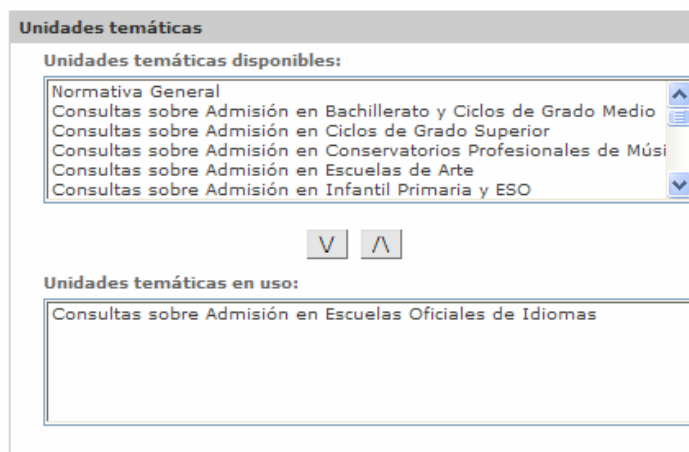 Unidades temáticas
Unidades temáticas disponibles:
Normativa General
Consultas sobre Admisión en Bachillerato y Ciclos de Grado Medio
Consultas sobre Admisión en Ciclos de Grado Superior
Consultas sobre Admisión en Conservatorios Profesionales de Músi
Consultas sobre Admisión en Escuelas de Arte
Consultas sobre Admisión en Infantil Primaria y ESO
\/ /\
Unidades temáticas en uso:
Consultas sobre Admisión en Escuelas Oficiales de Idiomas